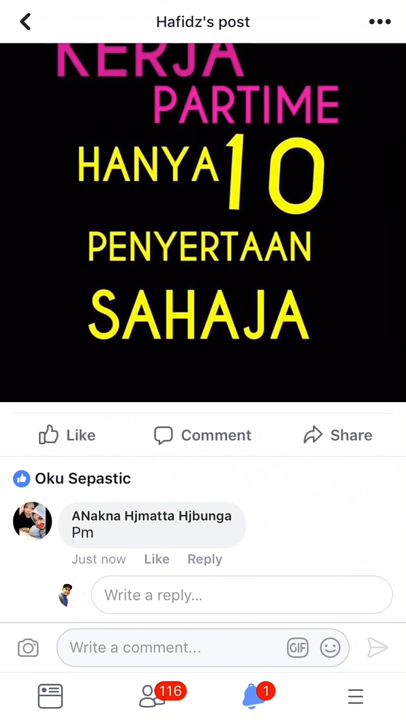 Hafidz's post
KERJA
PARTIME
HANYA 10
PENYERTAAN
SAHAJA
Like Comment Share
Oku Sepastic
ANakna Hjmatta Hjbunga
Pm
Just now Like Reply
Write a reply...
Write a comment... GIF
116 1